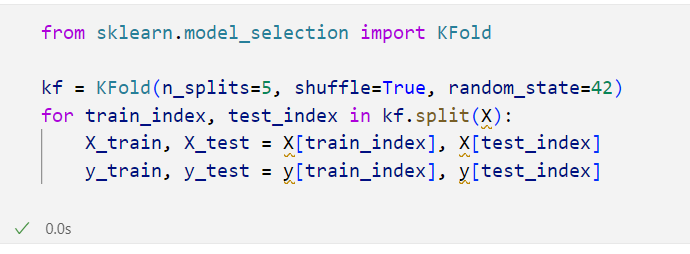 from sklearn.model_selection import KFold
kf = KFold(n_splits=5, shuffle=True, random_state=42)
for train_index, test_index in kf.split(X):
    X_train, X_test = X[train_index], X[test_index]
    y_train, y_test = y[train_index], y[test_index]
0.0s